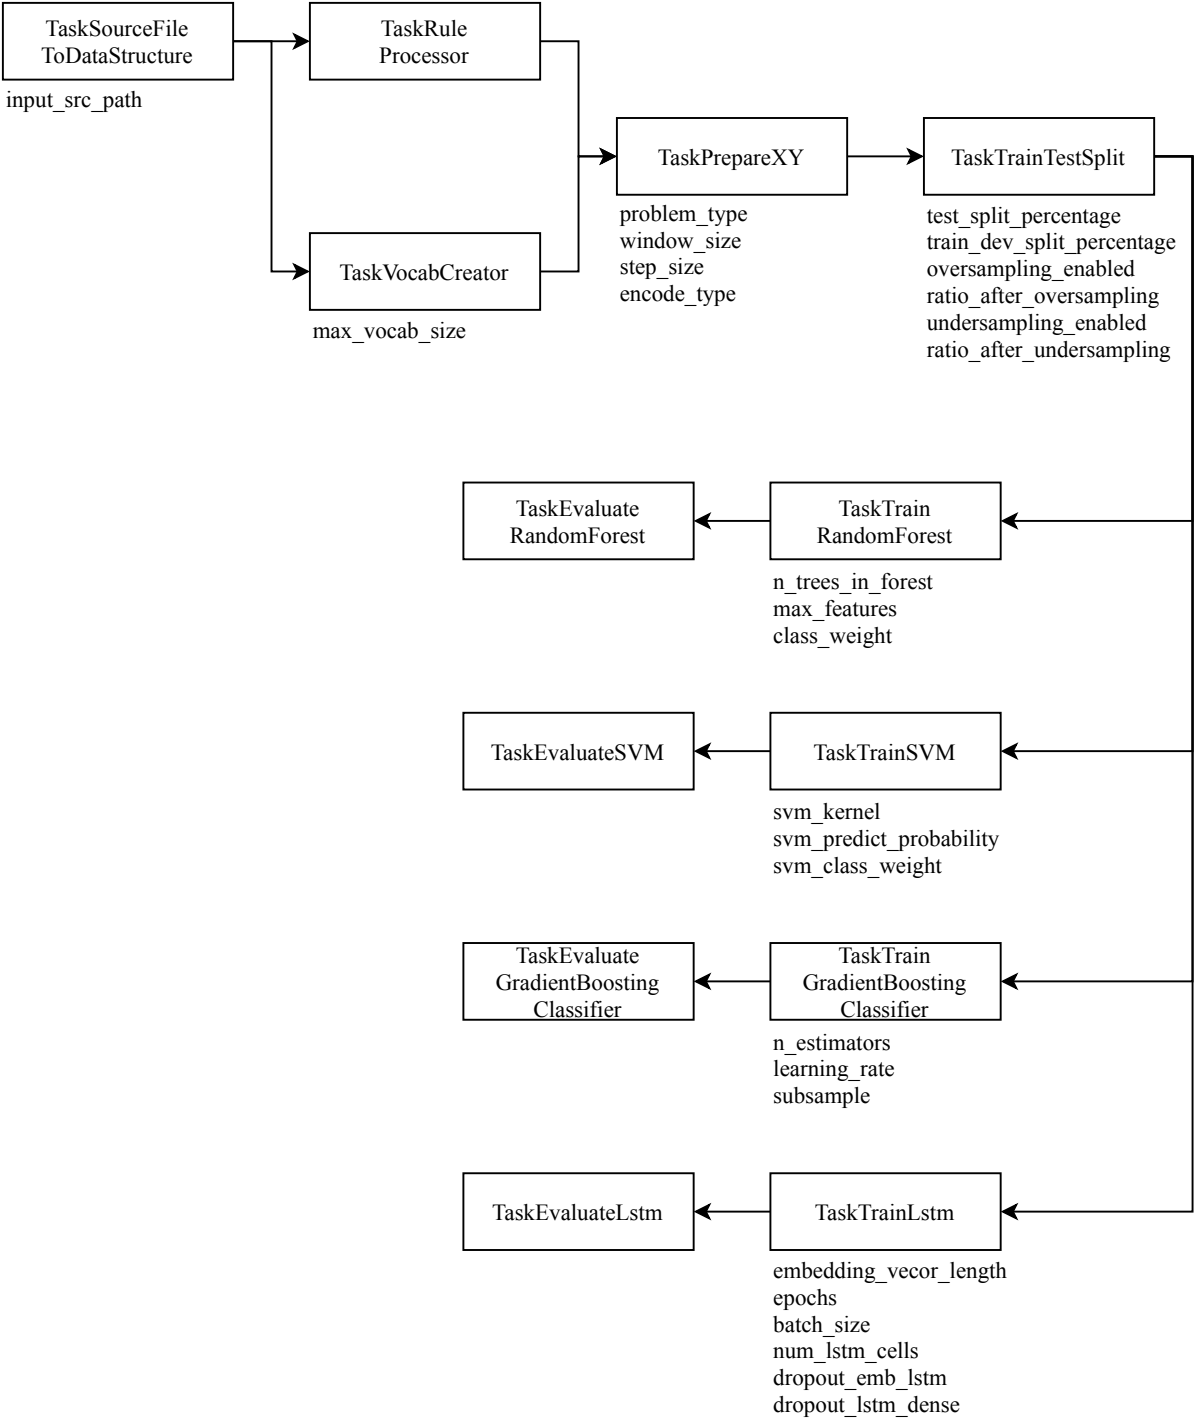 TaskSourceFile
ToDataStructure
input_src_path
TaskRule
Processor
TaskVocabCreator
max_vocab_size
TaskPrepareXY
problem_type
window_size
step_size
encode_type
TaskTrainTestSplit
test_split_percentage
train_dev_split_percentage
oversampling_enabled
ratio_after_oversampling
undersampling_enabled
ratio_after_undersampling
TaskEvaluate
RandomForest
TaskTrain
RandomForest
n_trees_in_forest
max_features
class_weight
TaskEvaluateSVM
TaskTrainSVM
svm_kernel
svm_predict_probability
svm_class_weight
TaskEvaluate
GradientBoosting
Classifier
TaskTrain
GradientBoosting
Classifier
n_estimators
learning_rate
subsample
TaskEvaluateLstm
TaskTrainLstm
embedding_vecor_length
epochs
batch_size
num_lstm_cells
dropout_emb_lstm
dropout_lstm_dense